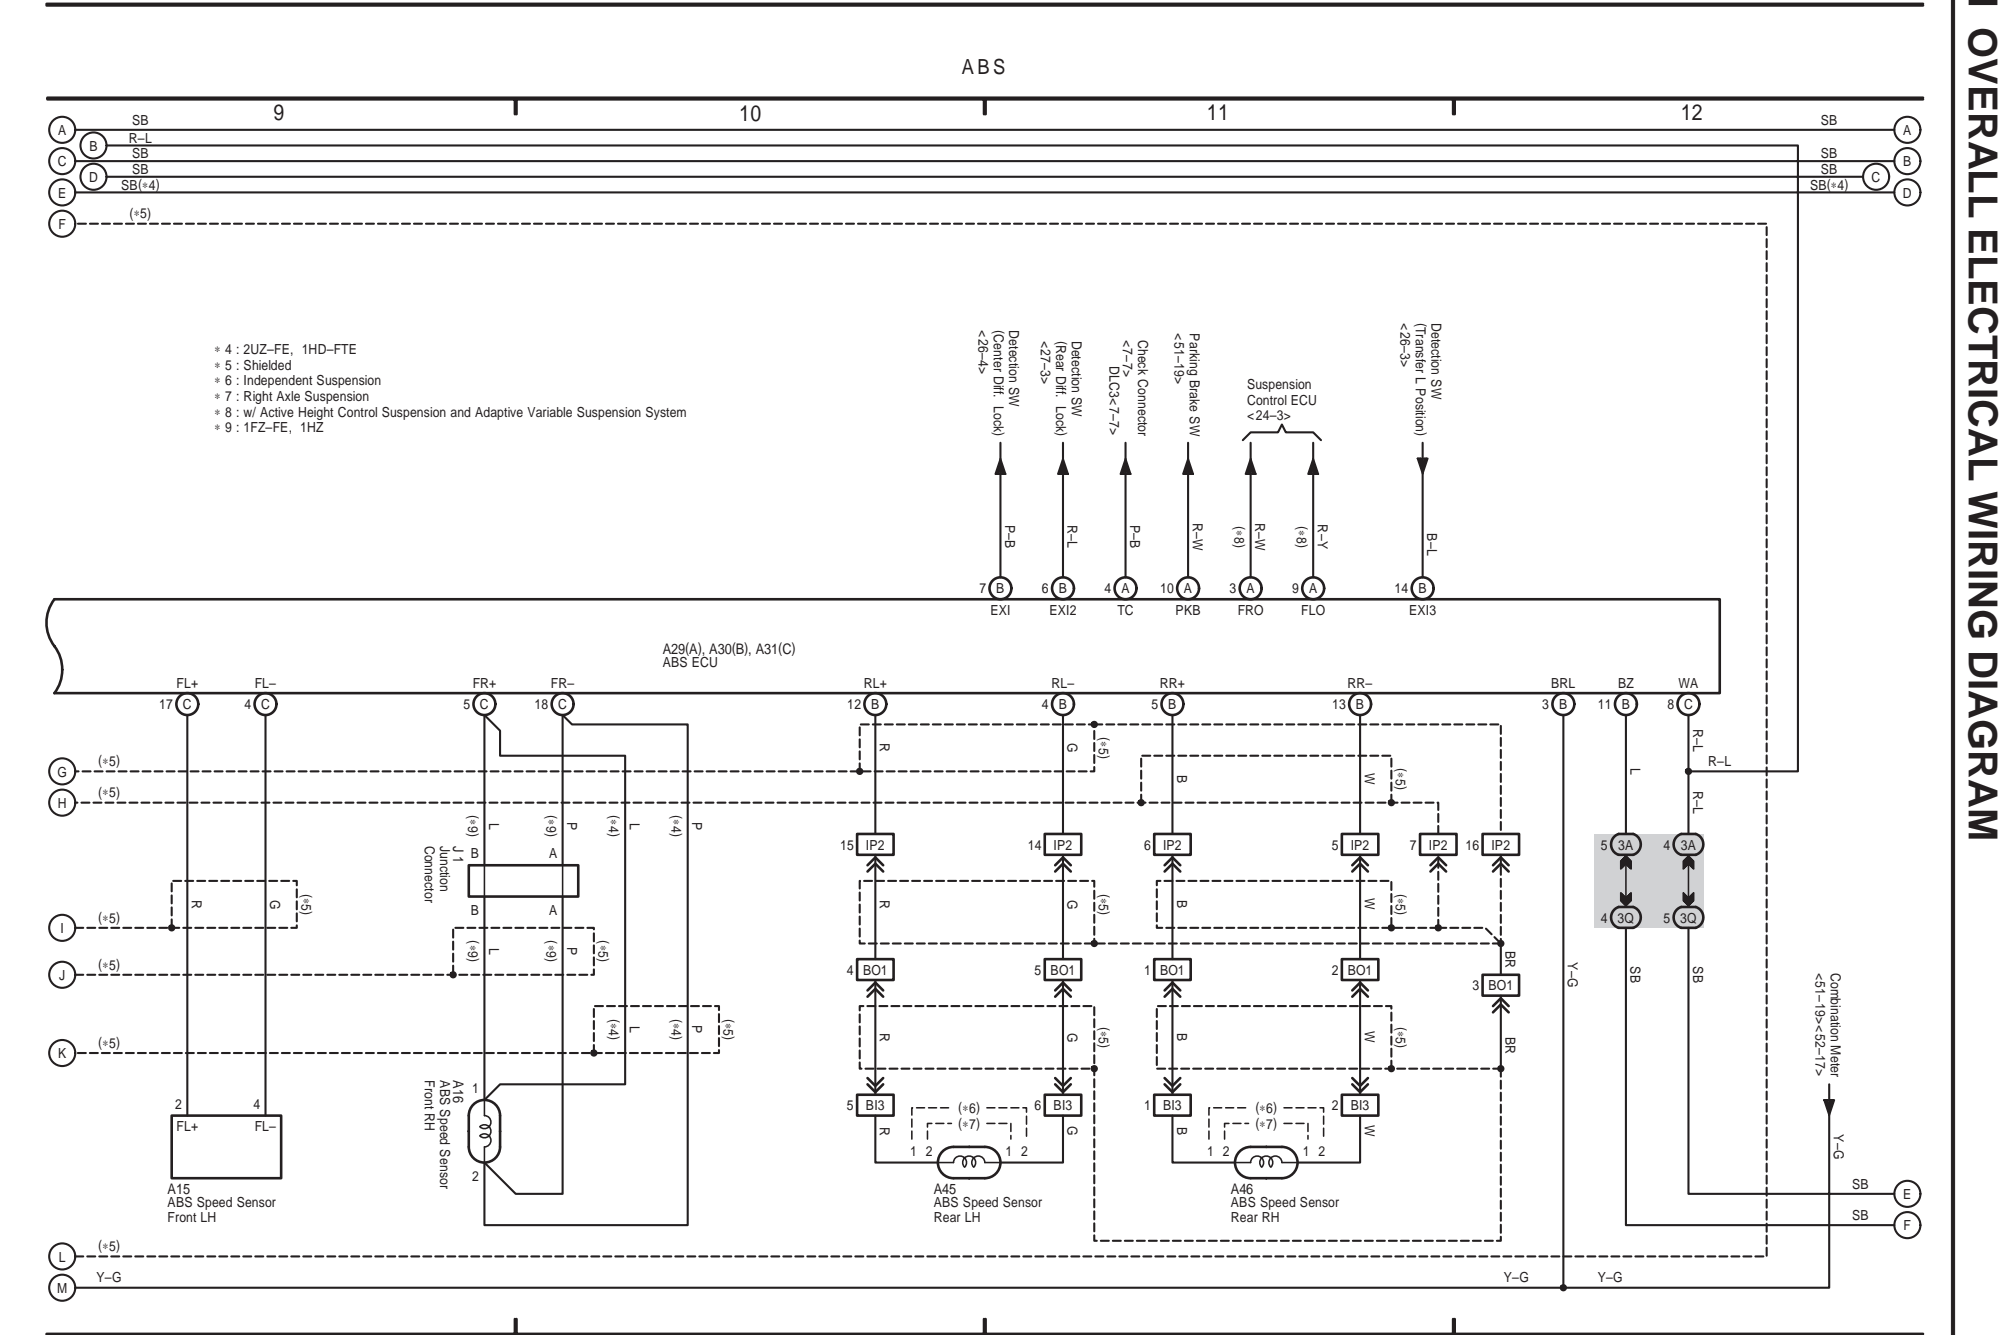 OVERALL ELECTRICAL WIRING DIAGRAM
ABS
9 10 11 12
A SB SB A
B R–L
C SB SB B
D SB SB C
E SB(∗4) SB(∗4) D
F (∗5)
∗ 4 : 2UZ–FE, 1HD–FTE
∗ 5 : Shielded
∗ 6 : Independent Suspension
∗ 7 : Right Axle Suspension
∗ 8 : w/ Active Height Control Suspension and Adaptive Variable Suspension System
∗ 9 : 1FZ–FE, 1HZ
Detection SW
(Center Diff. Lock)
<26–4>
Detection SW
(Rear Diff. Lock)
<27–3>
Check Connector
<7–7>
DLC3<7–7>
Parking Brake SW
<51–19>
Suspension
Control ECU
<24–3>
Detection SW
(Transfer L Position)
<26–3>
P–B R–L P–B R–W R–W (∗8) R–Y (∗8) B–L
7 B 6 B 4 A 10 A 3 A 9 A 14 B
EXI EXI2 TC PKB FRO FLO EXI3
A29(A), A30(B), A31(C)
ABS ECU
FL+ FL– FR+ FR– RL+ RL– RR+ RR– BRL BZ WA
17 C 4 C 5 C 18 C 12 B 4 B 5 B 13 B 3 B 11 B 8 C
R G (∗5) B W (∗5) L R–L R–L
G (∗5)
H (∗5)
R–L
(∗9) L (∗9) P (∗4) L (∗4) P
J 1
Junction
Connector
B A
B A
15 IP2 14 IP2 6 IP2 5 IP2 7 IP2 16 IP2 5 3A 4 3A
R G (∗5) R G (∗5) B W (∗5)
I (∗5)
4 3Q 5 3Q
(∗9) L (∗9) P (∗5)
J (∗5)
4 BO1 5 BO1 1 BO1 2 BO1 BR 3 BO1 Y–G SB SB
Combination Meter
<51–19><52–17>
(∗4) L (∗4) P (∗5) R G (∗5) B W (∗5) BR
K (∗5)
2 4 1
FL+ FL–
A15
ABS Speed Sensor
Front LH
A16
ABS Speed Sensor
Front RH
2
5 BI3 6 BI3 1 BI3 2 BI3
R (∗6) G B (∗6) W
(∗7) (∗7)
1 2 1 2 1 2 1 2
A45
ABS Speed Sensor
Rear LH
A46
ABS Speed Sensor
Rear RH
Y–G
SB E
SB F
L (∗5)
M Y–G Y–G Y–G